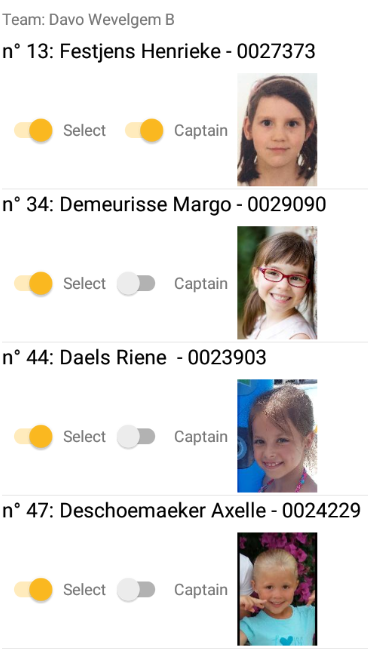 Team: Davo Wevelgem B
n° 13: Festjens Henrieke - 0027373
Select Captain
n° 34: Demeurisse Margo - 0029090
Select Captain
n° 44: Daels Riene - 0023903
Select Captain
n° 47: Deschoemaeker Axelle - 0024229
Select Captain